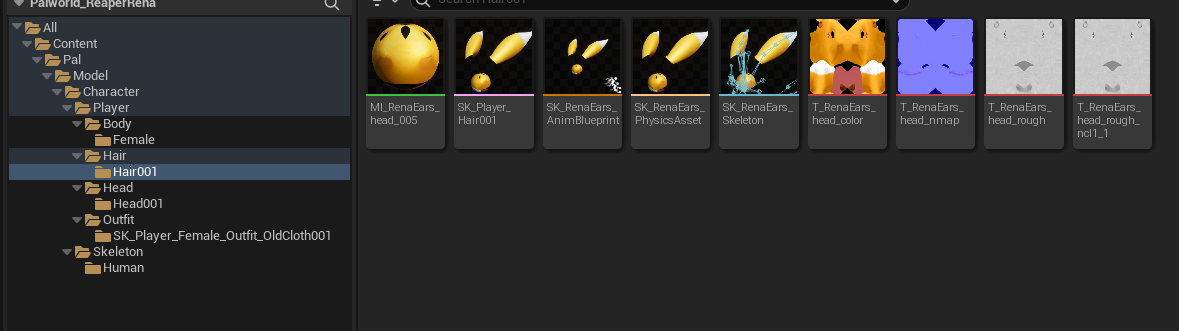 Palworld_ReaperRena
Search Hair001
All
Content
Pal
Model
Character
Player
Body
Female
Hair
Hair001
Head
Head001
Outfit
SK_Player_Female_Outfit_OldCloth001
Skeleton
Human
MI_RenaEars_
head_005
SK_Player_
Hair001
SK_RenaEars_
AnimBlueprint
SK_RenaEars_
PhysicsAsset
SK_RenaEars_
Skeleton
T_RenaEars_
head_color
T_RenaEars_
head_nmap
T_RenaEars_
head_rough
T_RenaEars_
head_rough_
ncl1_1